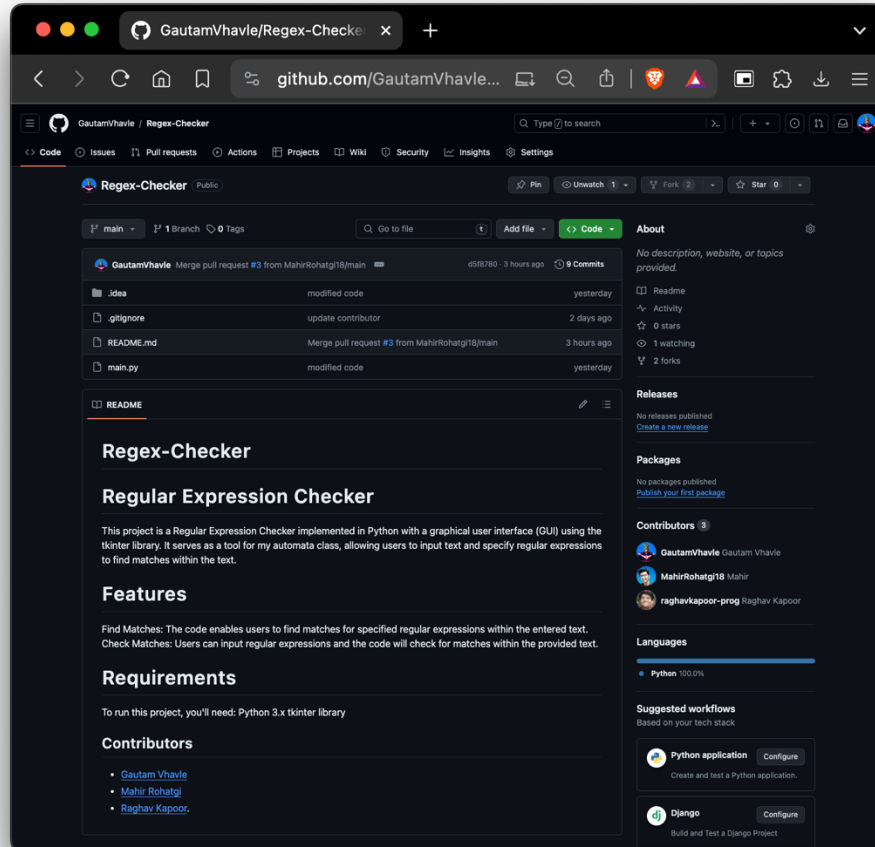 GautamVhavle/Regex-Checke
github.com/GautamVhavle...
GautamVhavle / Regex-Checker
Type / to search
Code Issues Pull requests Actions Projects Wiki Security Insights Settings
Regex-Checker Public
Pin Unwatch 1 Fork 2 Star 0
main 1 Branch 0 Tags Go to file t Add file Code
GautamVhavle Merge pull request #3 from MahirRohatgi18/main d5f8780 · 3 hours ago 9 Commits
.idea modified code yesterday
.gitignore update contributor 2 days ago
README.md Merge pull request #3 from MahirRohatgi18/main 3 hours ago
main.py modified code yesterday
README
Regex-Checker
Regular Expression Checker
This project is a Regular Expression Checker implemented in Python with a graphical user interface (GUI) using the
tkinter library. It serves as a tool for my automata class, allowing users to input text and specify regular expressions
to find matches within the text.
Features
Find Matches: The code enables users to find matches for specified regular expressions within the entered text.
Check Matches: Users can input regular expressions and the code will check for matches within the provided text.
Requirements
To run this project, you'll need: Python 3.x tkinter library
Contributors
Gautam Vhavle
Mahir Rohatgi
Raghav Kapoor.
About
No description, website, or topics
provided.
Readme
Activity
0 stars
1 watching
2 forks
Releases
No releases published
Create a new release
Packages
No packages published
Publish your first package
Contributors 3
GautamVhavle Gautam Vhavle
MahirRohatgi18 Mahir
raghavkapoor-prog Raghav Kapoor
Languages
Python 100.0%
Suggested workflows
Based on your tech stack
Python application Configure
Create and test a Python application.
dj Django Configure
Build and Test a Django Project